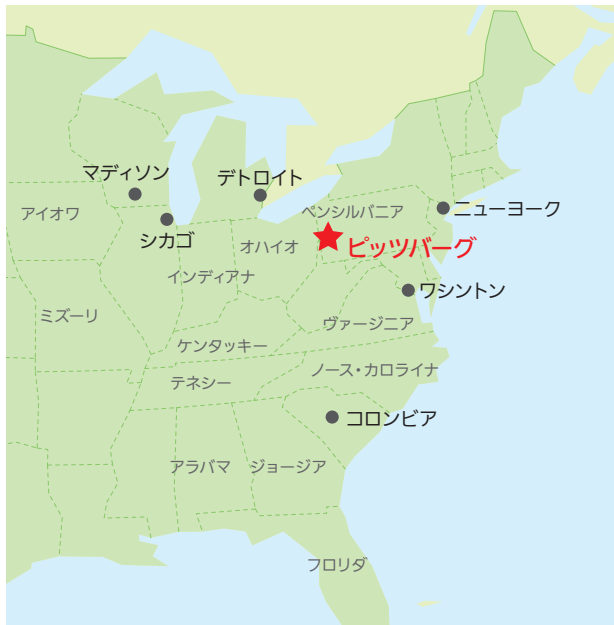 マディソン
デトロイト
アイオワ
ペンシルバニア
ニューヨーク
シカゴ
オハイオ
ピッツバーグ
インディアナ
ワシントン
ミズーリ
ヴァージニア
ケンタッキー
ノース・カロライナ
テネシー
コロンビア
アラバマ
ジョージア
フロリダ